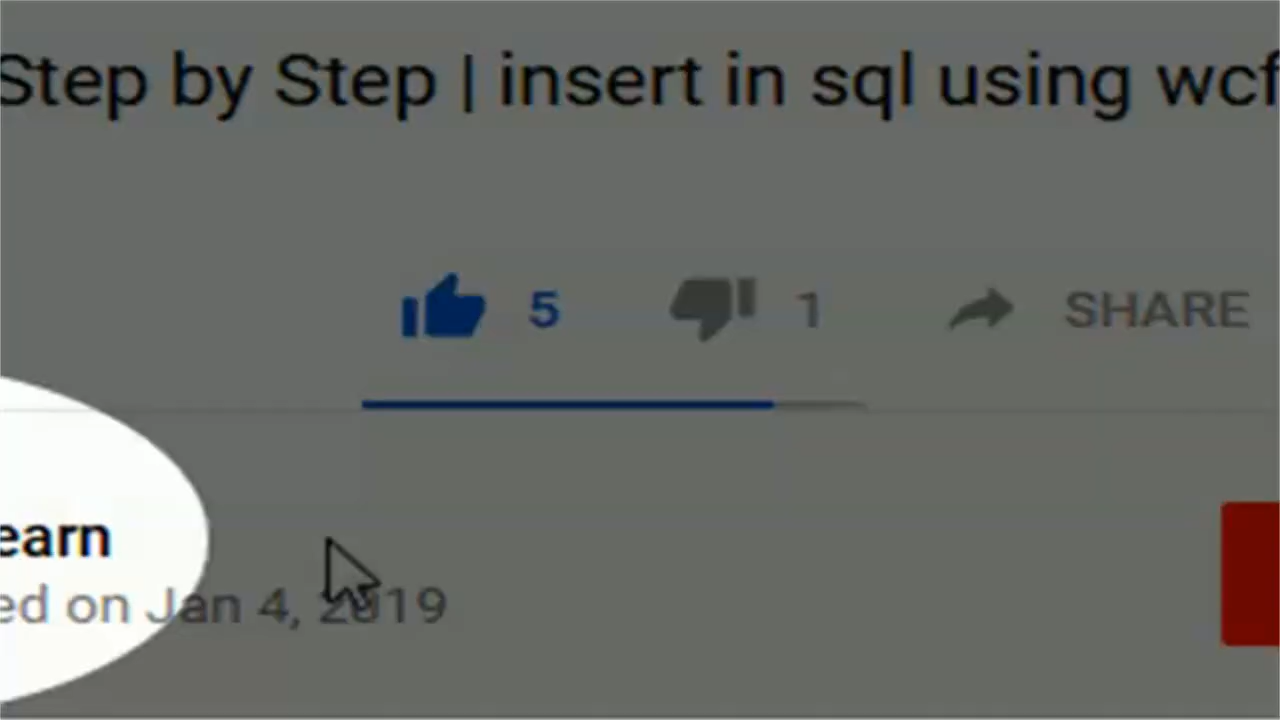 Step by Step | insert in sql using wcf
5 1 SHARE
earn
ed on Jan 4, 2019